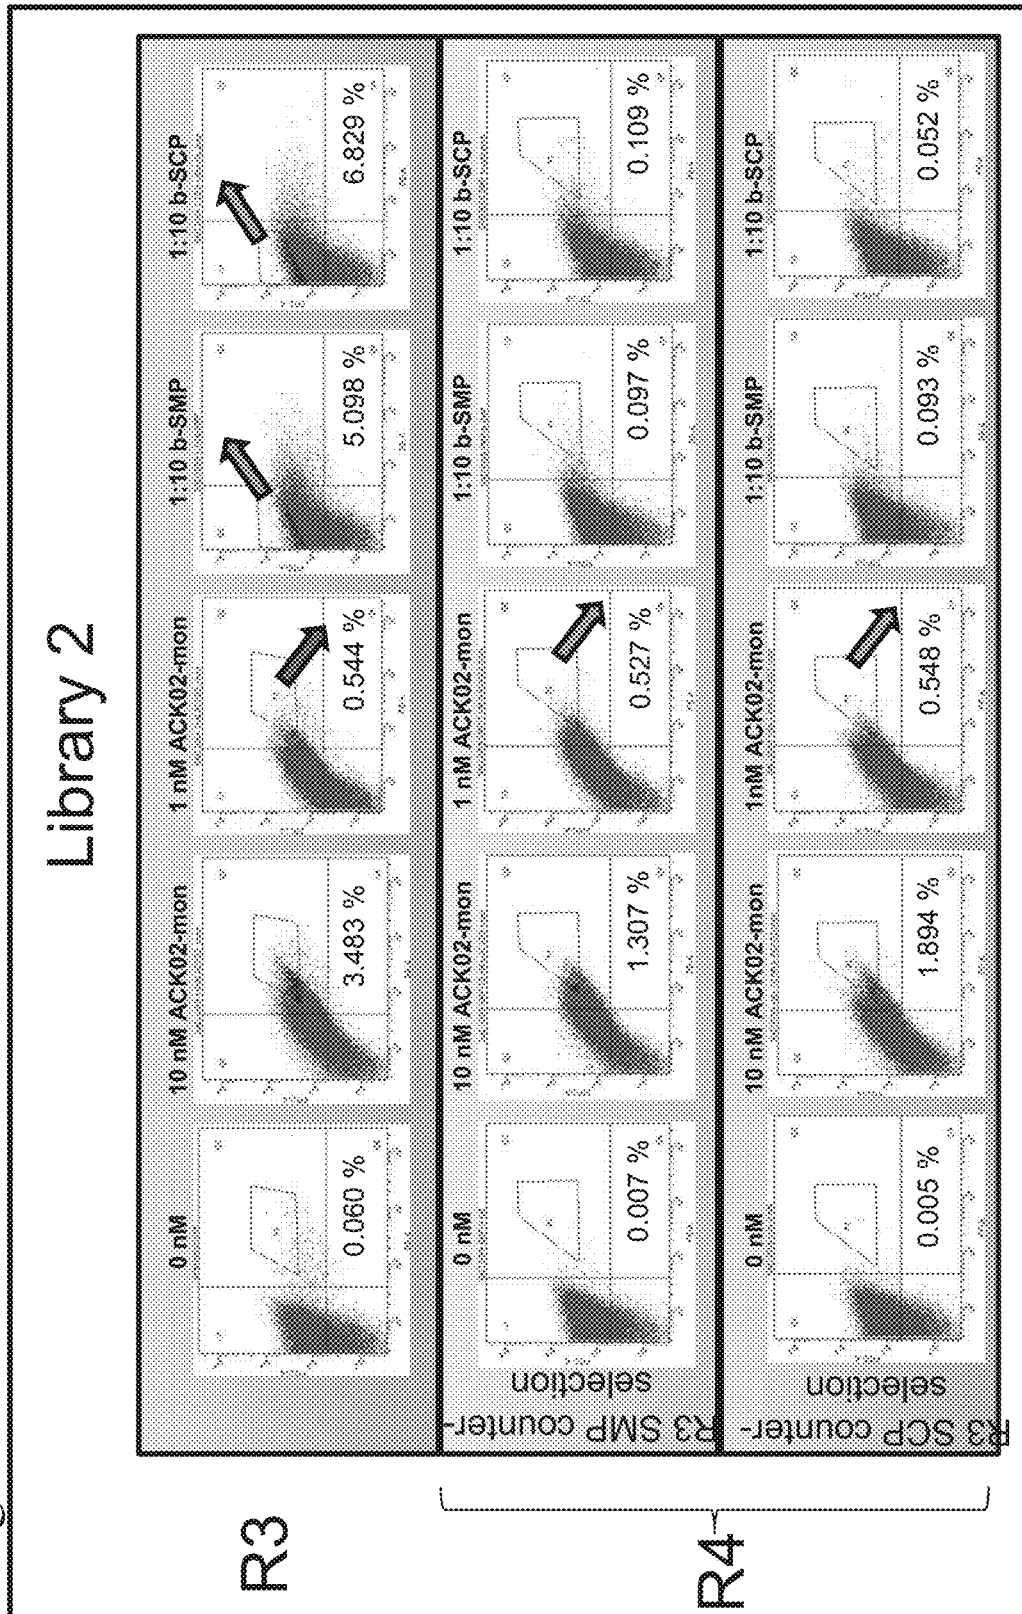 Library 2
R3
0 nM
10 nM ACK02-mon
1 nM ACK02-mon
1:10 b-SMP
1:10 b-SCP
0.060 %
3.483 %
0.544 %
5.098 %
6.829 %
R4
R3 SMP counter-
selection
0 nM
10 nM ACK02-mon
1 nM ACK02-mon
1:10 b-SMP
1:10 b-SCP
0.007 %
1.307 %
0.527 %
0.097 %
0.109 %
R3 SCP counter-
selection
0 nM
10 nM ACK02-mon
1nM ACK02-mon
1:10 b-SMP
1:10 b-SCP
0.005 %
1.894 %
0.548 %
0.093 %
0.052 %